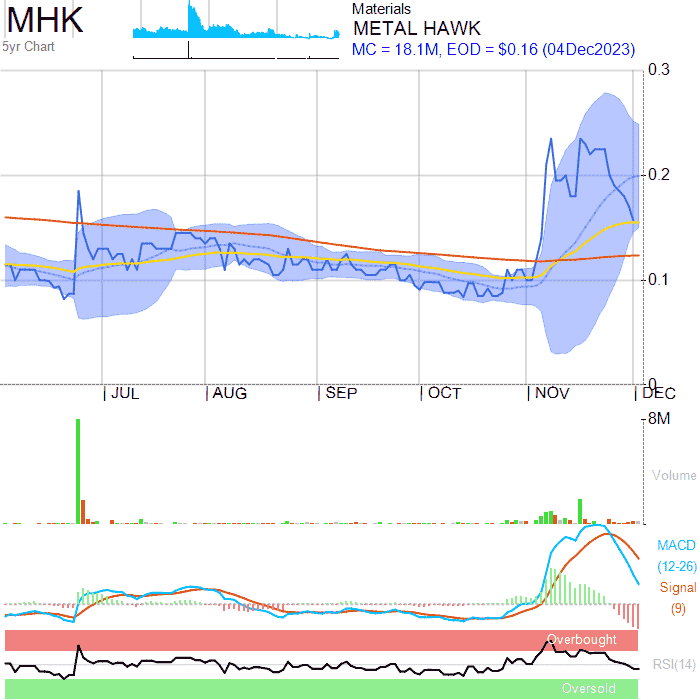 MHK
5yr Chart
Materials
METAL HAWK
MC = 18.1M, EOD = $0.16 (04Dec2023)
0.3
0.2
0.1
0
JUL AUG SEP OCT NOV DEC
8M
Volume
MACD
(12-26)
Signal
(9)
Overbought
RSI(14)
Oversold